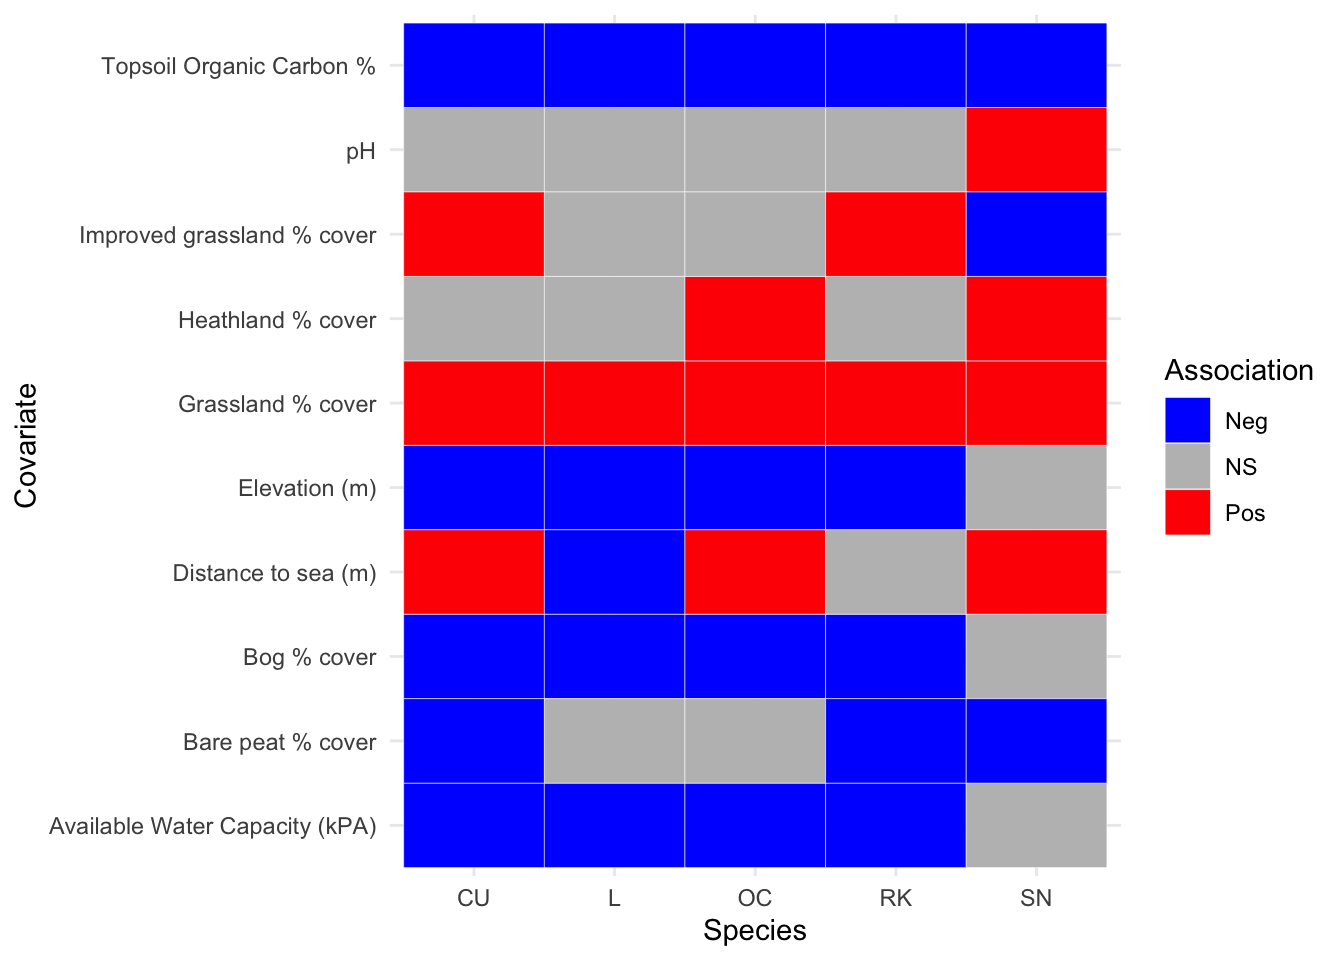 Topsoil Organic Carbon %
pH
Improved grassland % cover
Heathland % cover
Grassland % cover
Elevation (m)
Distance to sea (m)
Bog % cover
Bare peat % cover
Available Water Capacity (kPA)
Covariate
CU L OC RK SN
Species
Association
Neg
NS
Pos